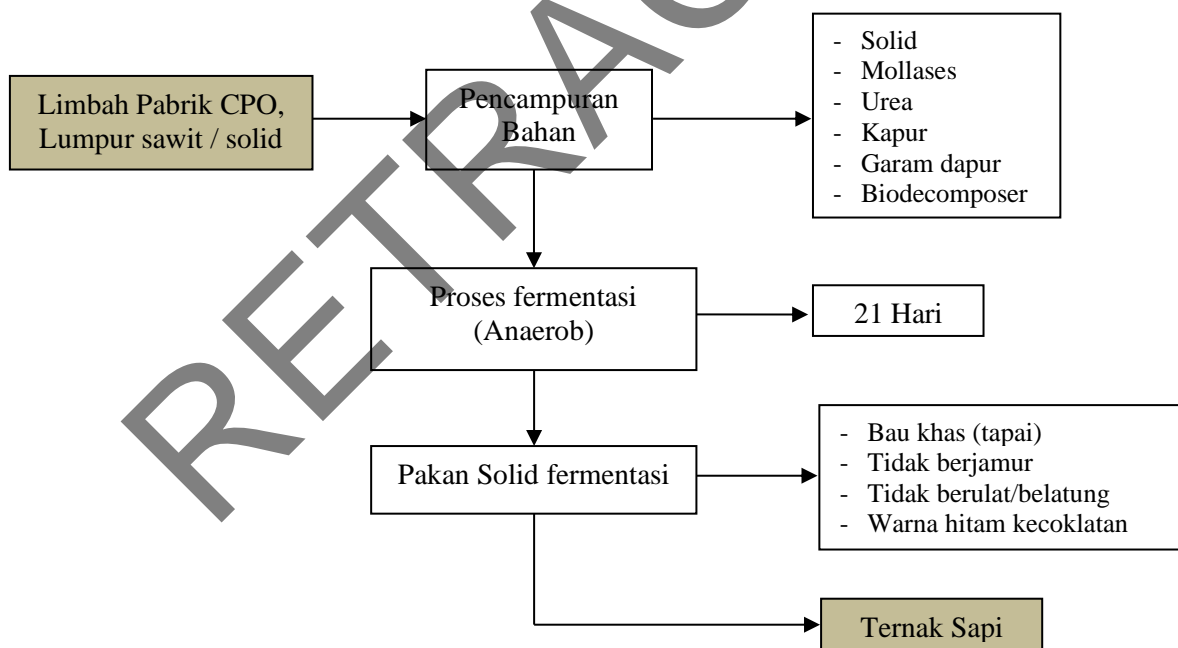 Limbah Pabrik CPO,
Lumpur sawit / solid
Pencampuran
Bahan
- Solid
- Mollases
- Urea
- Kapur
- Garam dapur
- Biodecomposer
Proses fermentasi
(Anaerob)
21 Hari
Pakan Solid fermentasi
- Bau khas (tapai)
- Tidak berjamur
- Tidak berulat/belatung
- Warna hitam kecoklatan
Ternak Sapi